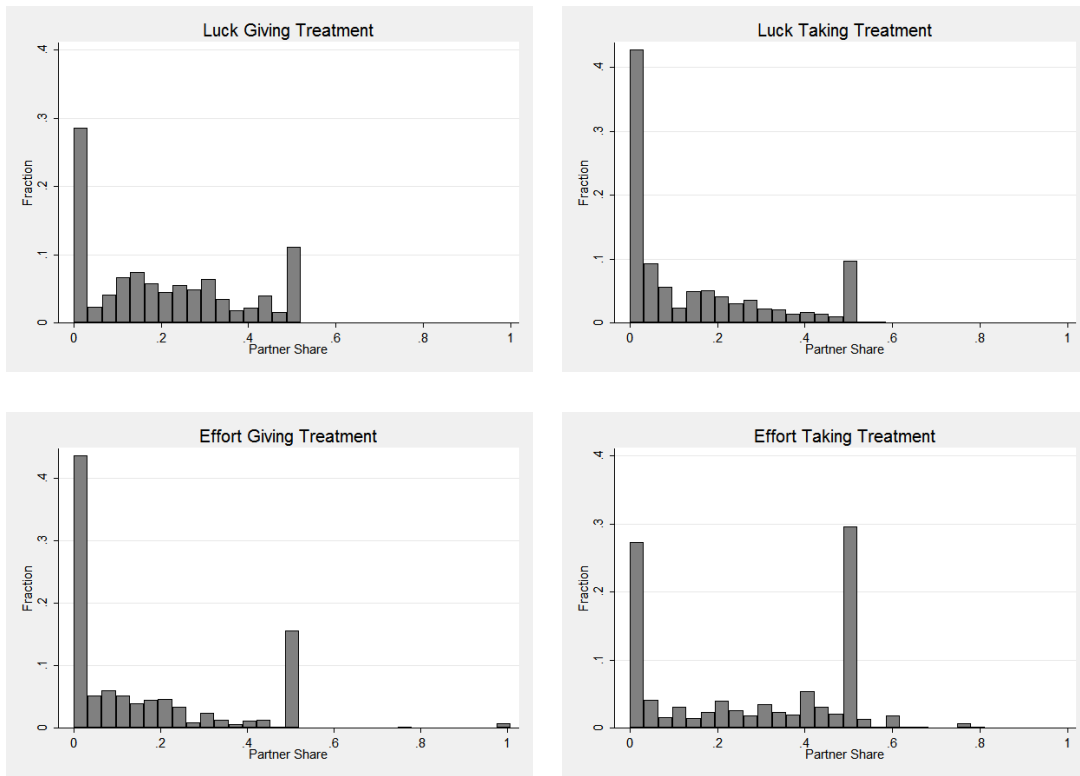 Luck Giving Treatment
.4
.3
.2
.1
0
Fraction
0 .2 .4 .6 .8 1
Partner Share
Luck Taking Treatment
.4
.3
.2
.1
0
Fraction
0 .2 .4 .6 .8 1
Partner Share
Effort Giving Treatment
.4
.3
.2
.1
0
Fraction
0 .2 .4 .6 .8 1
Partner Share
Effort Taking Treatment
.4
.3
.2
.1
0
Fraction
0 .2 .4 .6 .8 1
Partner Share